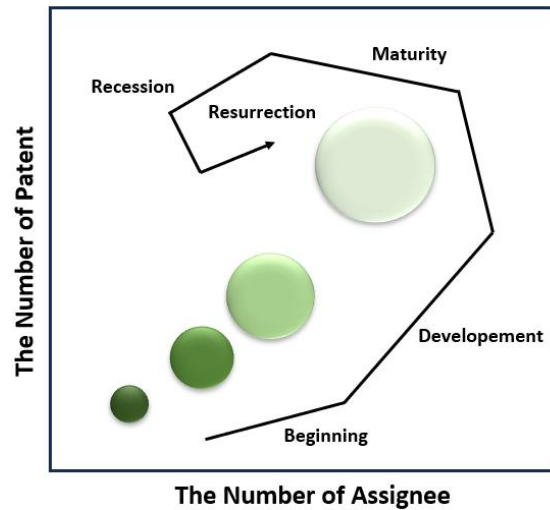 Maturity
Recession
Resurrection
The Number of Patent
Developement
Beginning
The Number of Assignee